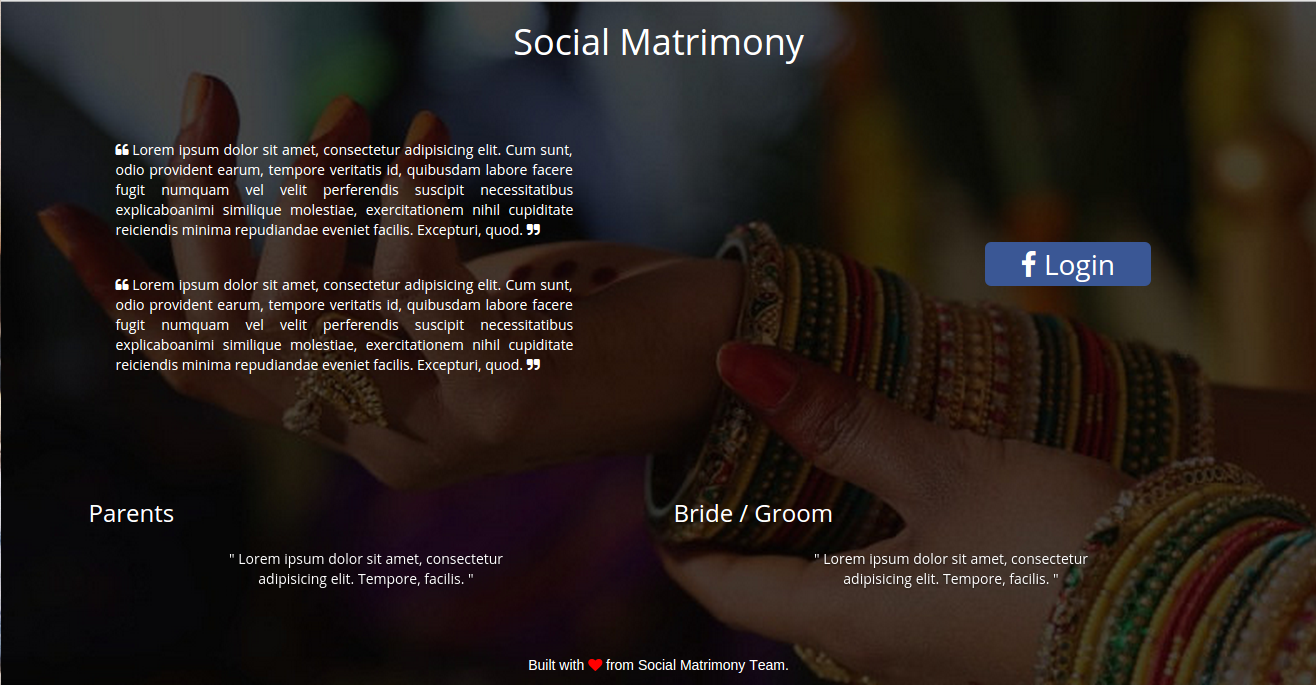 Social Matrimony
Lorem ipsum dolor sit amet, consectetur adipisicing elit. Cum sunt,
odio provident earum, tempore veritatis id, quibusdam labore facere
fugit numquam vel velit perferendis suscipit necessitatibus
explicaboanimi similique molestiae, exercitationem nihil cupiditate
reiciendis minima repudiandae eveniet facilis. Excepturi, quod.
Lorem ipsum dolor sit amet, consectetur adipisicing elit. Cum sunt,
odio provident earum, tempore veritatis id, quibusdam labore facere
fugit numquam vel velit perferendis suscipit necessitatibus
explicaboanimi similique molestiae, exercitationem nihil cupiditate
reiciendis minima repudiandae eveniet facilis. Excepturi, quod.
f Login
Parents
" Lorem ipsum dolor sit amet, consectetur
adipisicing elit. Tempore, facilis. "
Bride / Groom
" Lorem ipsum dolor sit amet, consectetur
adipisicing elit. Tempore, facilis. "
Built with ❤ from Social Matrimony Team.